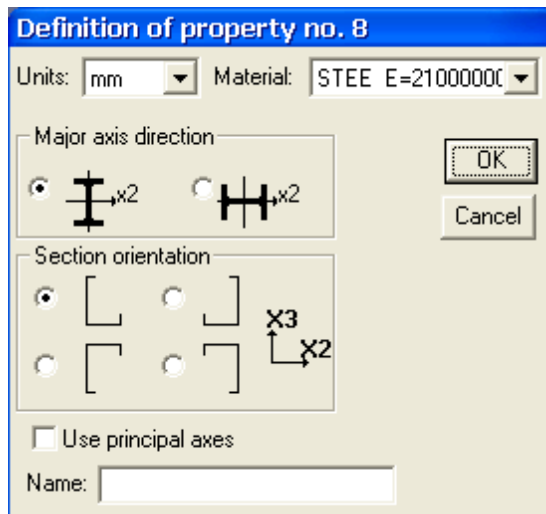 Definition of property no. 8
Units: mm Material: STEE E=2100000(
Major axis direction
x2 x2
OK
Cancel
Section orientation
X3
X2
Use principal axes
Name: